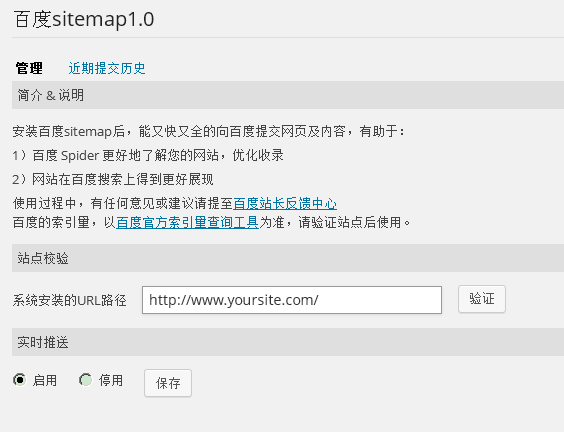 百度sitemap1.0
管理 近期提交历史
简介 & 说明
安装百度sitemap后，能又快又全的向百度提交网页及内容，有助于：
1）百度 Spider 更好地了解您的网站，优化收录
2）网站在百度搜索上得到更好展现
使用过程中，有任何意见或建议请提至百度站长反馈中心
百度的索引量，以百度官方索引量查询工具为准，请验证站点后使用。
站点校验
系统安装的URL路径 http://www.yoursite.com/ 验证
实时推送
启用 停用 保存